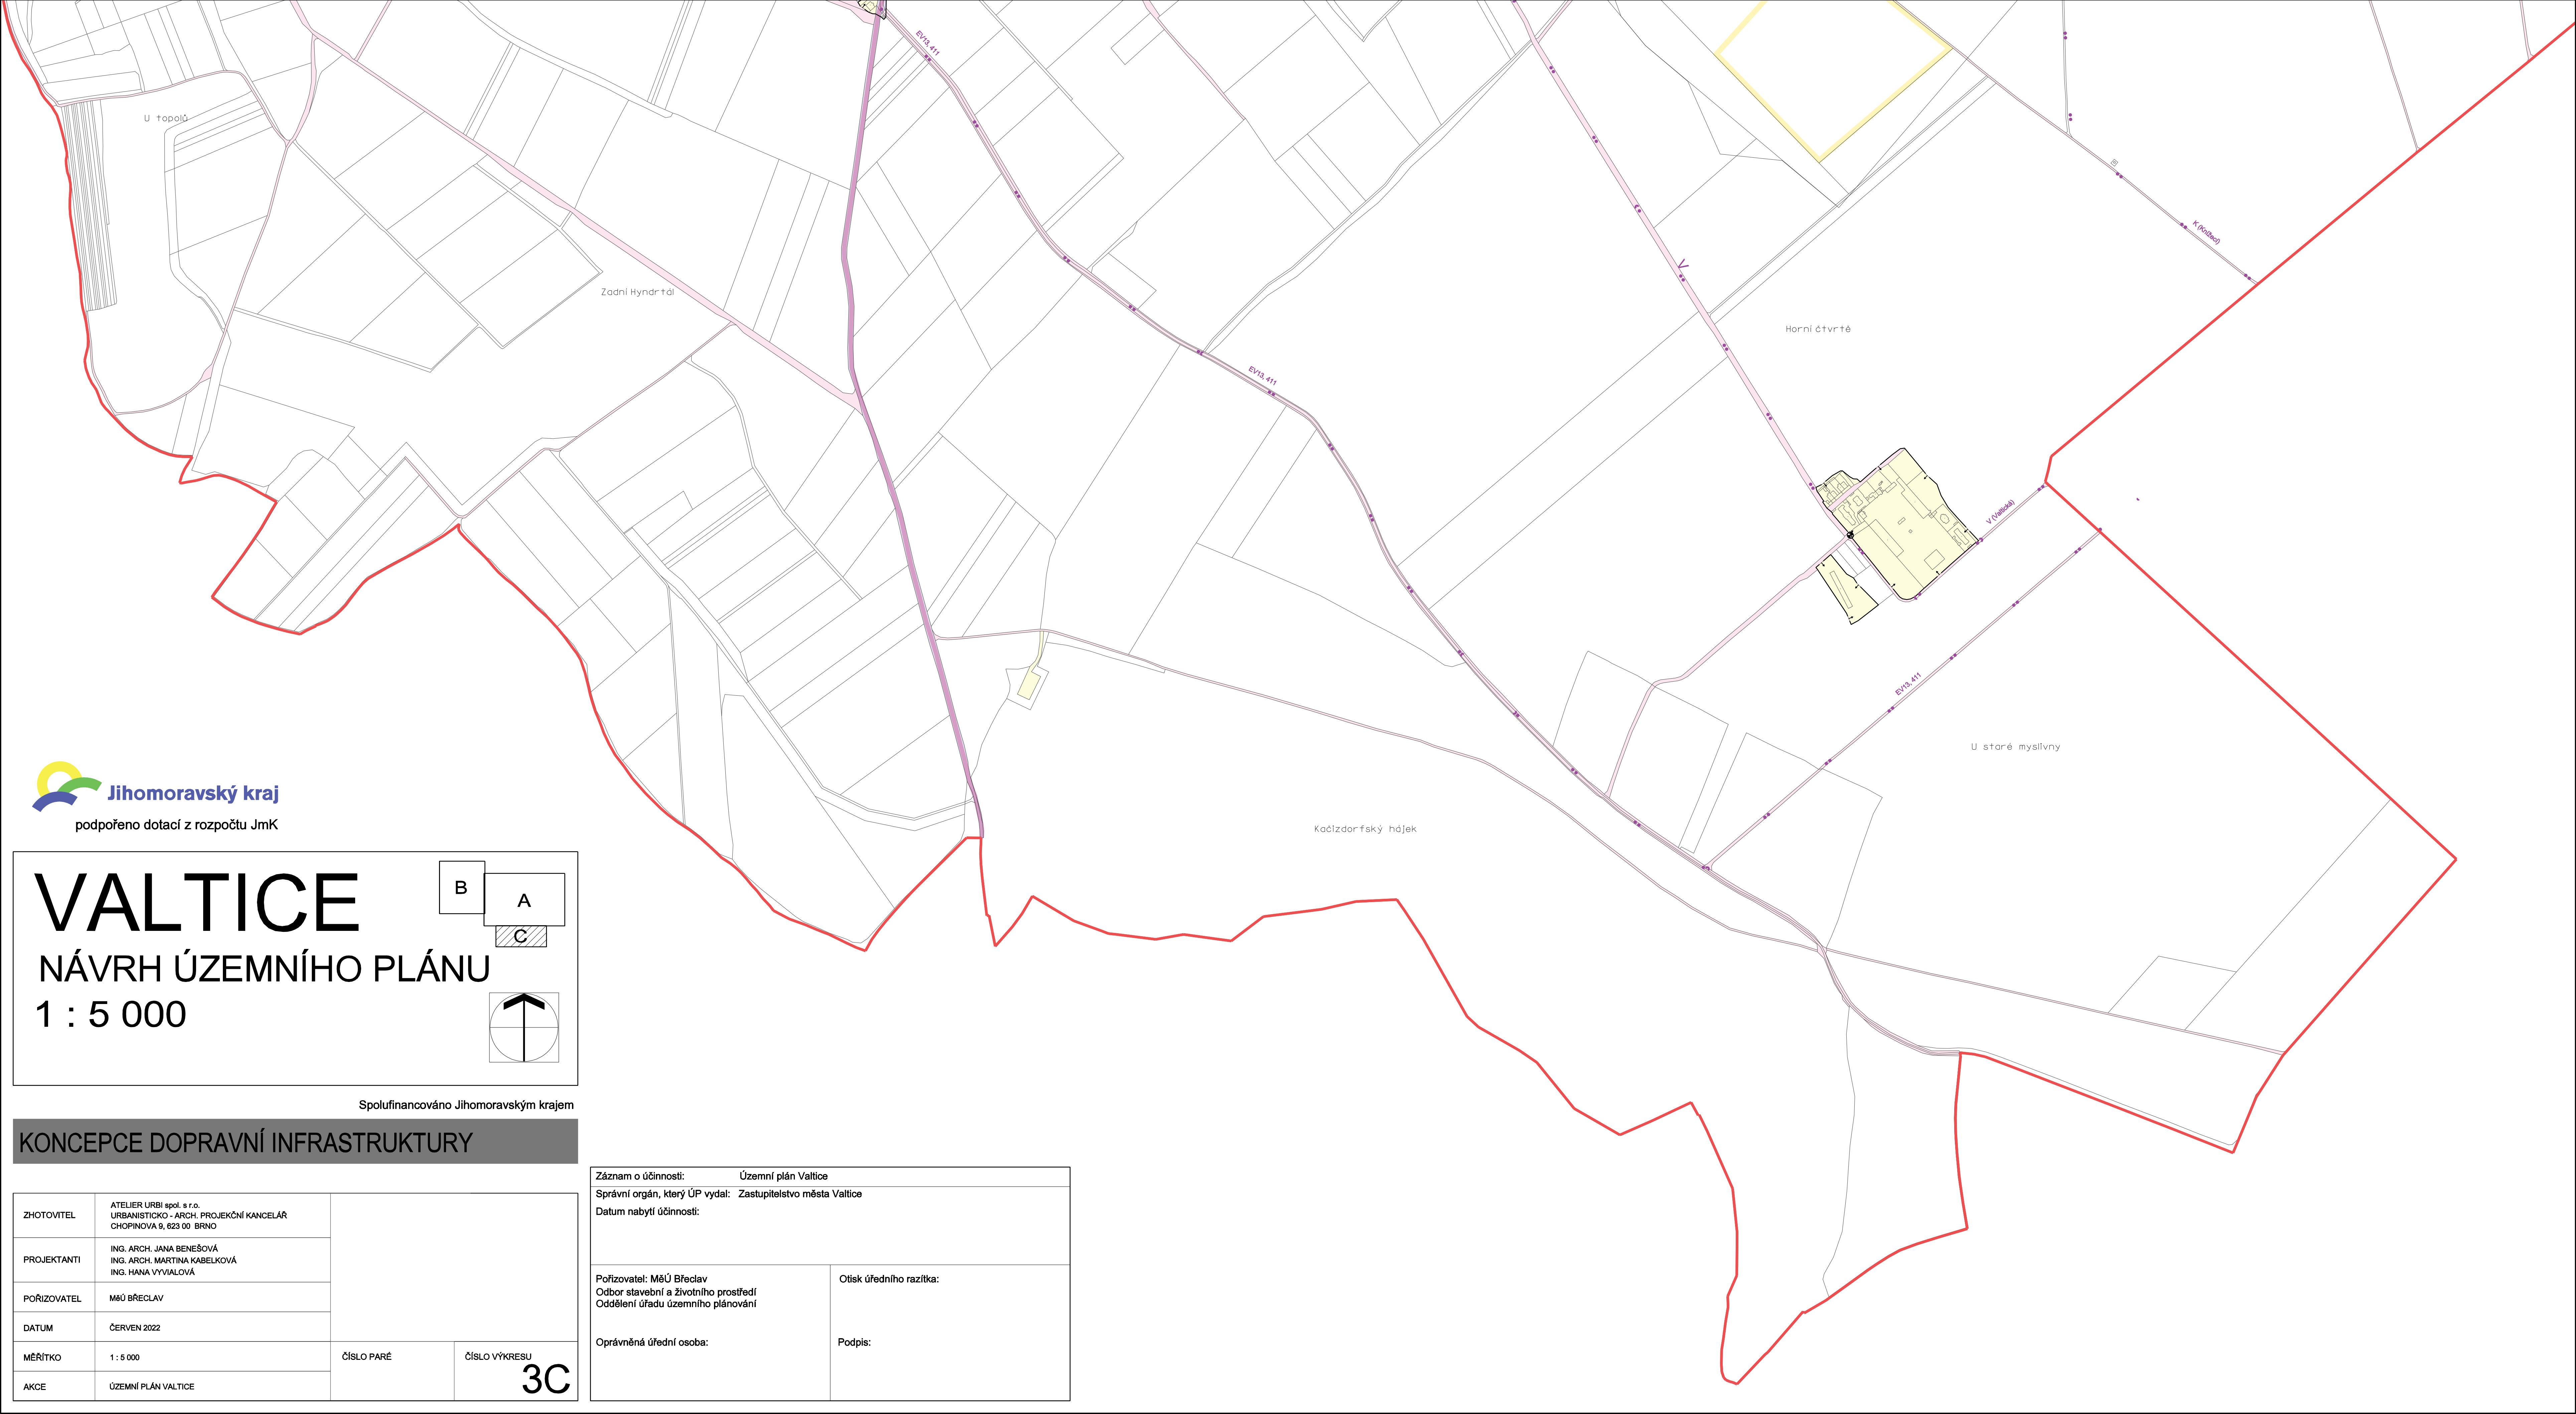 EV13, 411
U topolů
K (Knížecí)
Zadní Hyndrtál
V
Horní čtvrtě
EV13, 411
V (Valtická)
EV13, 411
U staré myslivny
Kačizdorfský hájek
Jihomoravský kraj
podpořeno dotací z rozpočtu JmK
VALTICE
B
A
C
NÁVRH ÚZEMNÍHO PLÁNU
1 : 5 000
Spolufinancováno Jihomoravským krajem
KONCEPCE DOPRAVNÍ INFRASTRUKTURY
ZHOTOVITEL
ATELIER URBI spol. s r.o.
URBANISTICKO - ARCH. PROJEKČNÍ KANCELÁŘ
CHOPINOVA 9, 623 00 BRNO
PROJEKTANTI
ING. ARCH. JANA BENEŠOVÁ
ING. ARCH. MARTINA KABELKOVÁ
ING. HANA VYVIALOVÁ
POŘIZOVATEL
MěÚ BŘECLAV
DATUM
ČERVEN 2022
MĚŘÍTKO
1 : 5 000
ČÍSLO PARÉ
ČÍSLO VÝKRESU
3C
AKCE
ÚZEMNÍ PLÁN VALTICE
Záznam o účinnosti: Územní plán Valtice
Správní orgán, který ÚP vydal: Zastupitelstvo města Valtice
Datum nabytí účinnosti:
Pořizovatel: MěÚ Břeclav
Odbor stavební a životního prostředí
Oddělení úřadu územního plánování
Oprávněná úřední osoba:
Otisk úředního razítka:
Podpis: